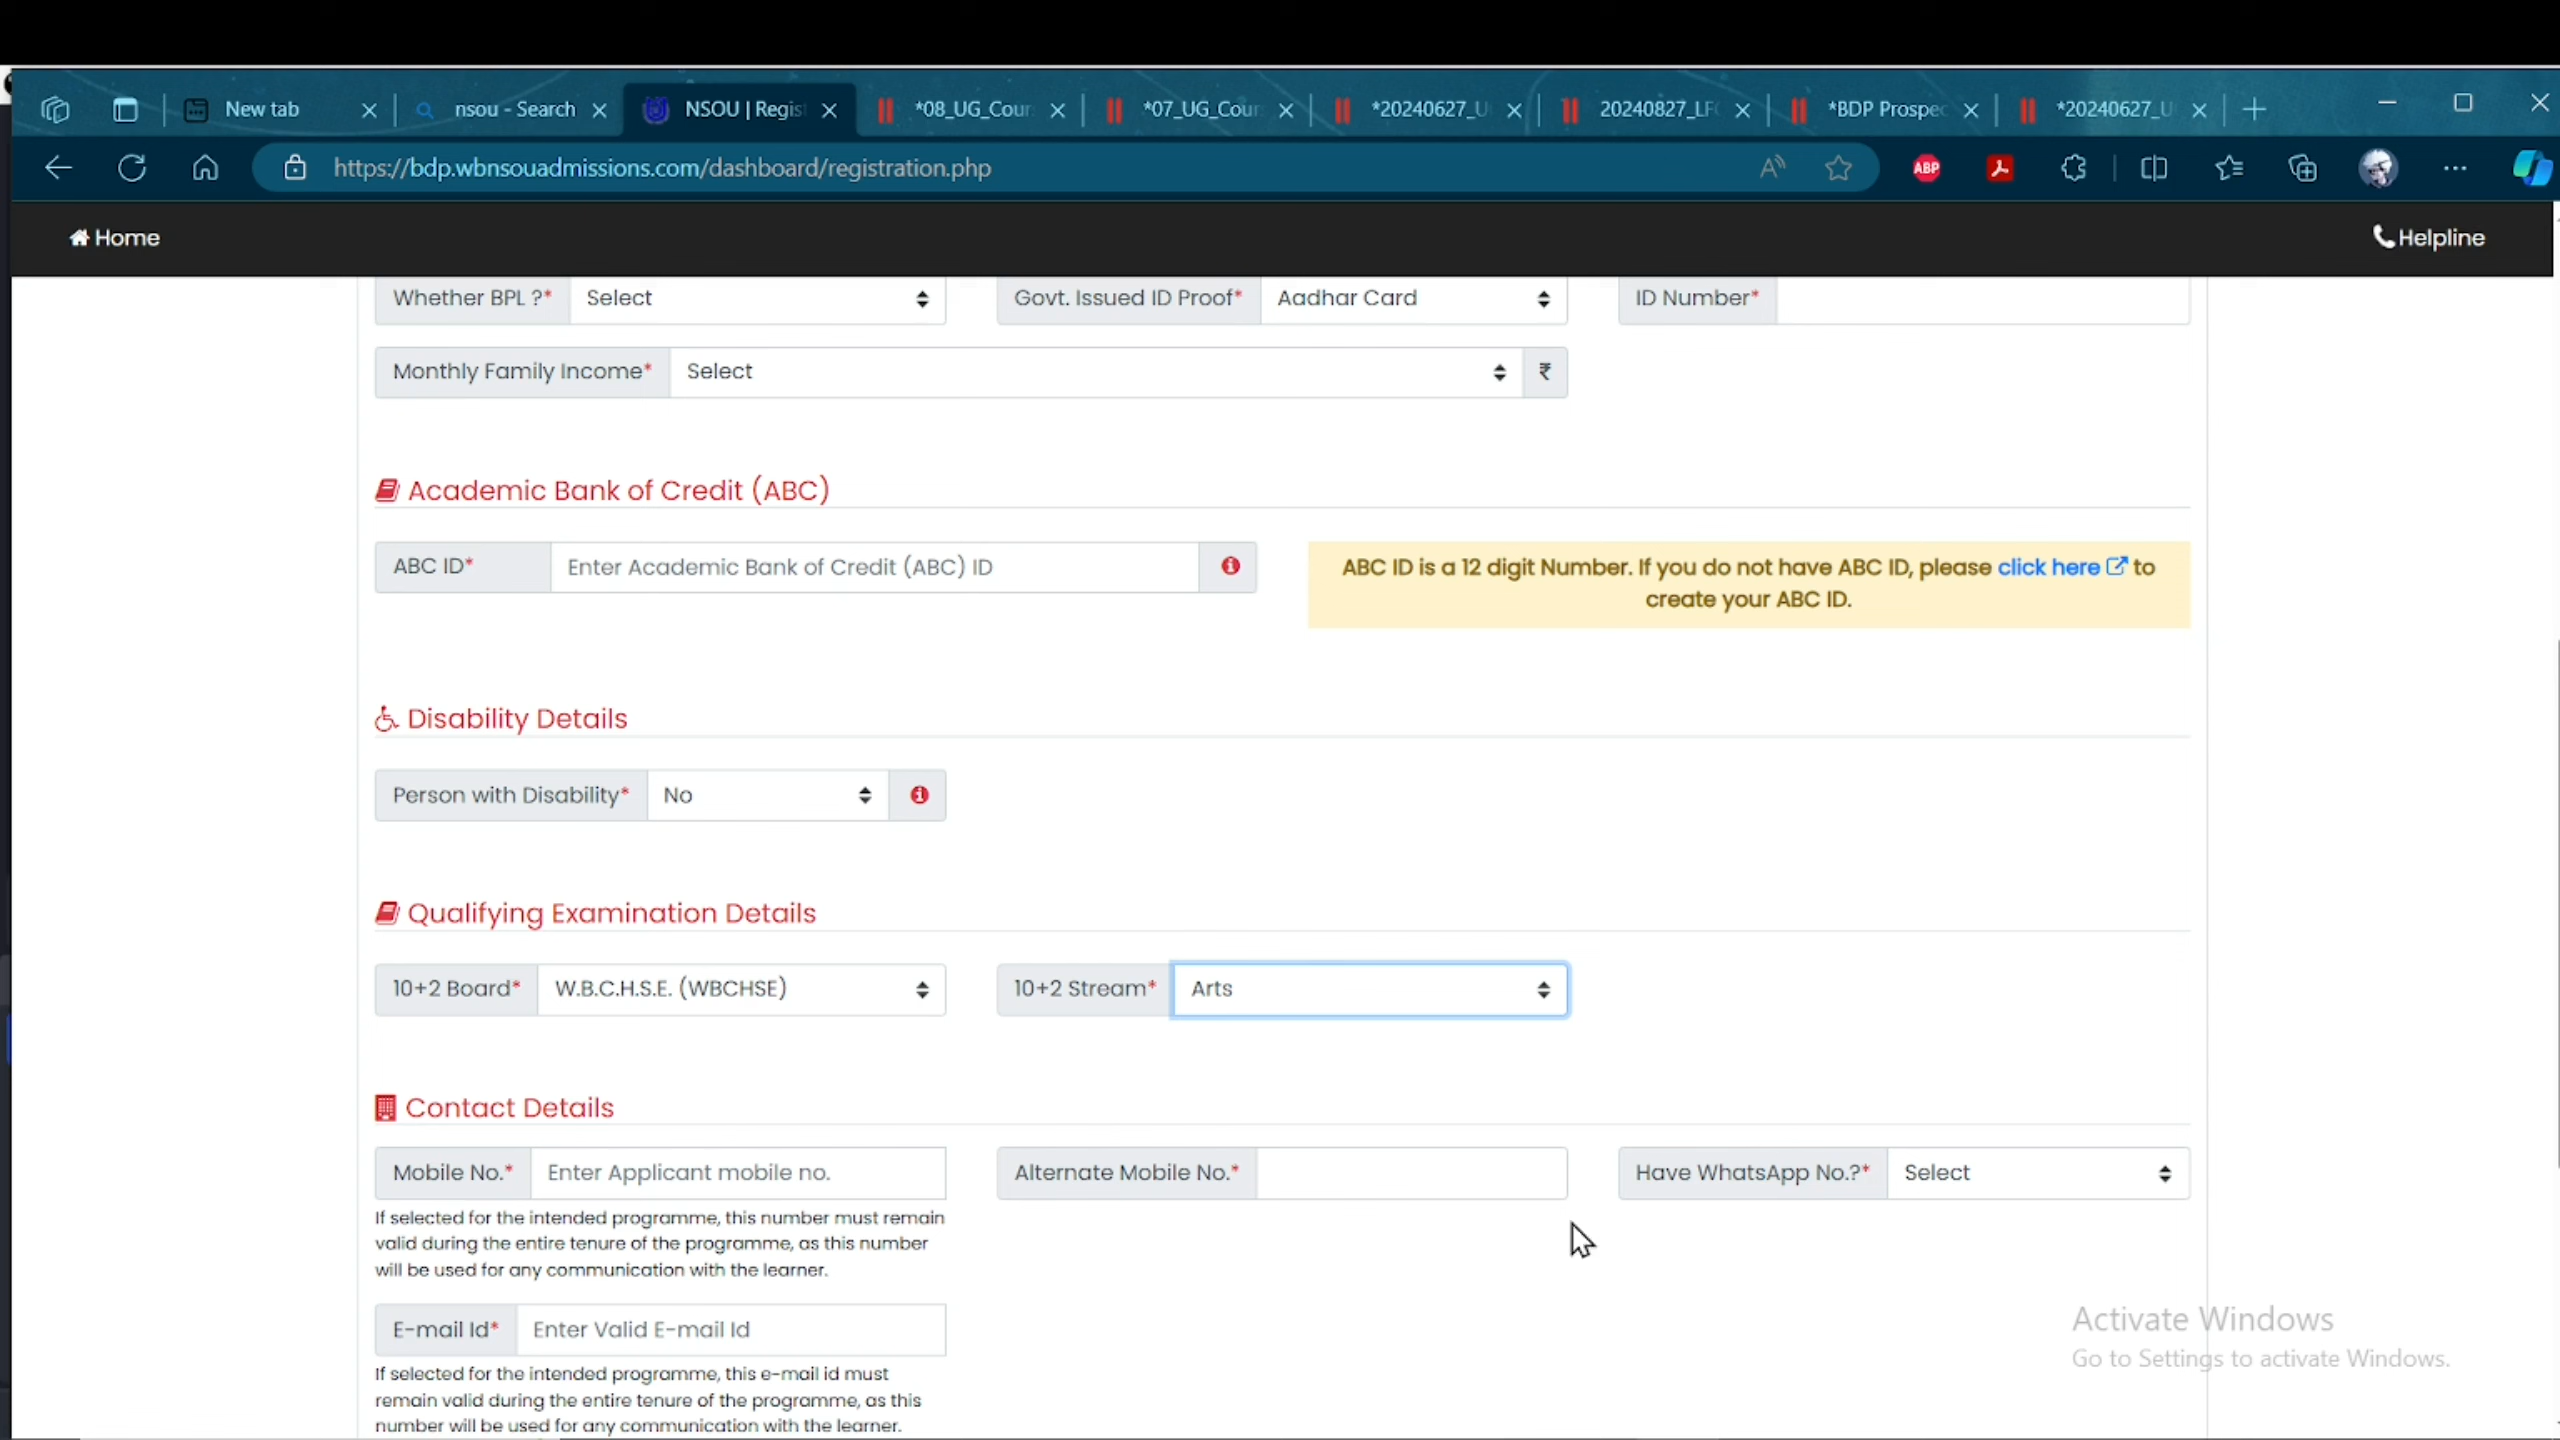 New tab
nsou - Search
NSOU | Regis
*08_UG_Cour
*07_UG_Cour
*20240627_U
20240827_LF
*BDP Prospec
*20240627_U
https://bdp.wbnsouadmissions.com/dashboard/registration.php
ABP
Home
Helpline
Whether BPL ?* Select
Govt. Issued ID Proof* Aadhar Card
ID Number*
Monthly Family Income* Select ₹
Academic Bank of Credit (ABC)
ABC ID* Enter Academic Bank of Credit (ABC) ID
ABC ID is a 12 digit Number. If you do not have ABC ID, please click here to
create your ABC ID.
Disability Details
Person with Disability* No
Qualifying Examination Details
10+2 Board* W.B.C.H.S.E. (WBCHSE)
10+2 Stream* Arts
Contact Details
Mobile No.* Enter Applicant mobile no.
Alternate Mobile No.*
Have WhatsApp No.?* Select
If selected for the intended programme, this number must remain
valid during the entire tenure of the programme, as this number
will be used for any communication with the learner.
E-mail Id* Enter Valid E-mail Id
If selected for the intended programme, this e-mail id must
remain valid during the entire tenure of the programme, as this
number will be used for any communication with the learner.
Activate Windows
Go to Settings to activate Windows.